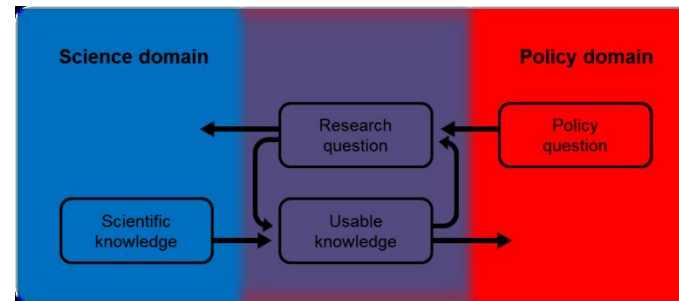 Science domain
Policy domain
Research
question
Policy
question
Scientific
knowledge
Usable
knowledge